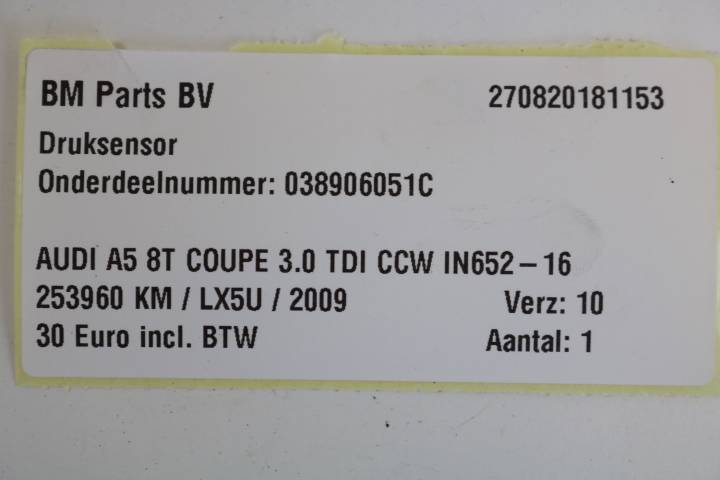 BM Parts BV 270820181153
Druksensor
Onderdeelnummer: 038906051C
AUDI A5 8T COUPE 3.0 TDI CCW IN652-16
253960 KM / LX5U / 2009 Verz: 10
30 Euro incl. BTW Aantal: 1